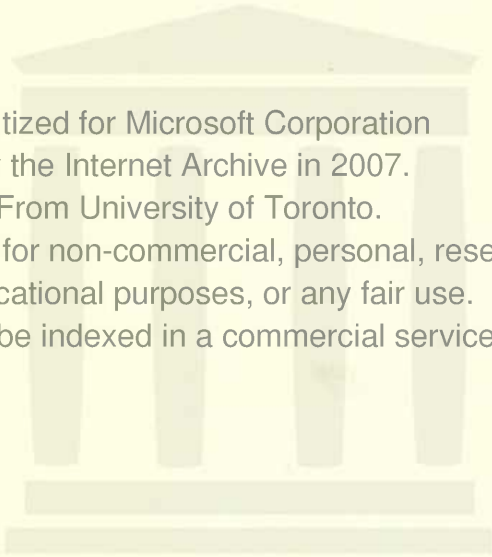 tized for Microsoft Corporation
the Internet Archive in 2007.
From University of Toronto.
for non-commercial, personal, rese
cational purposes, or any fair use.
be indexed in a commercial service